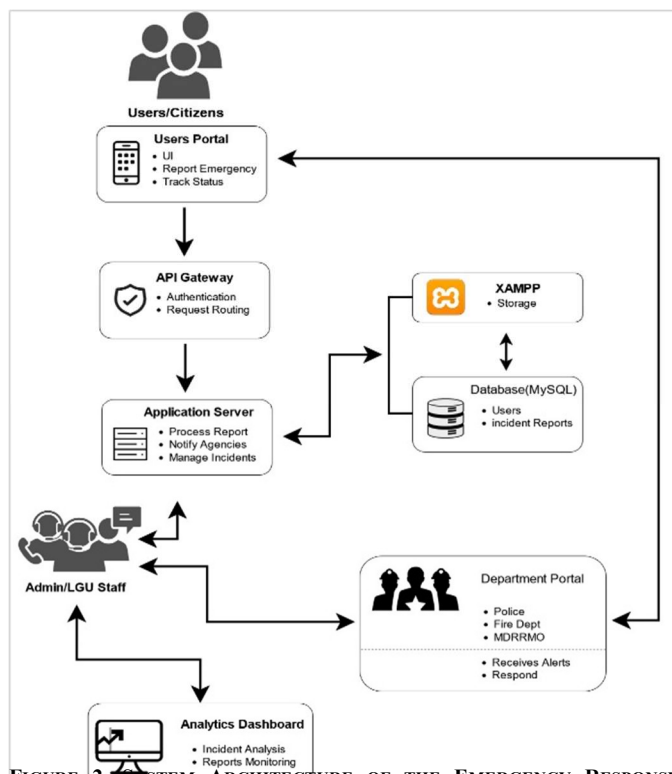 Users/Citizens
Users Portal
• UI
• Report Emergency
• Track Status
API Gateway
• Authentication
• Request Routing
XAMPP
• Storage
Database(MySQL)
• Users
• incident Reports
Application Server
• Process Report
• Notify Agencies
• Manage Incidents
Admin/LGU Staff
Department Portal
• Police
• Fire Dept
• MDRRMO
• Receives Alerts
• Respond
Analytics Dashboard
• Incident Analysis
• Reports Monitoring
FIGURE 2. SYSTEM ARCHITECTURE OF THE EMERGENCY RESPONSE